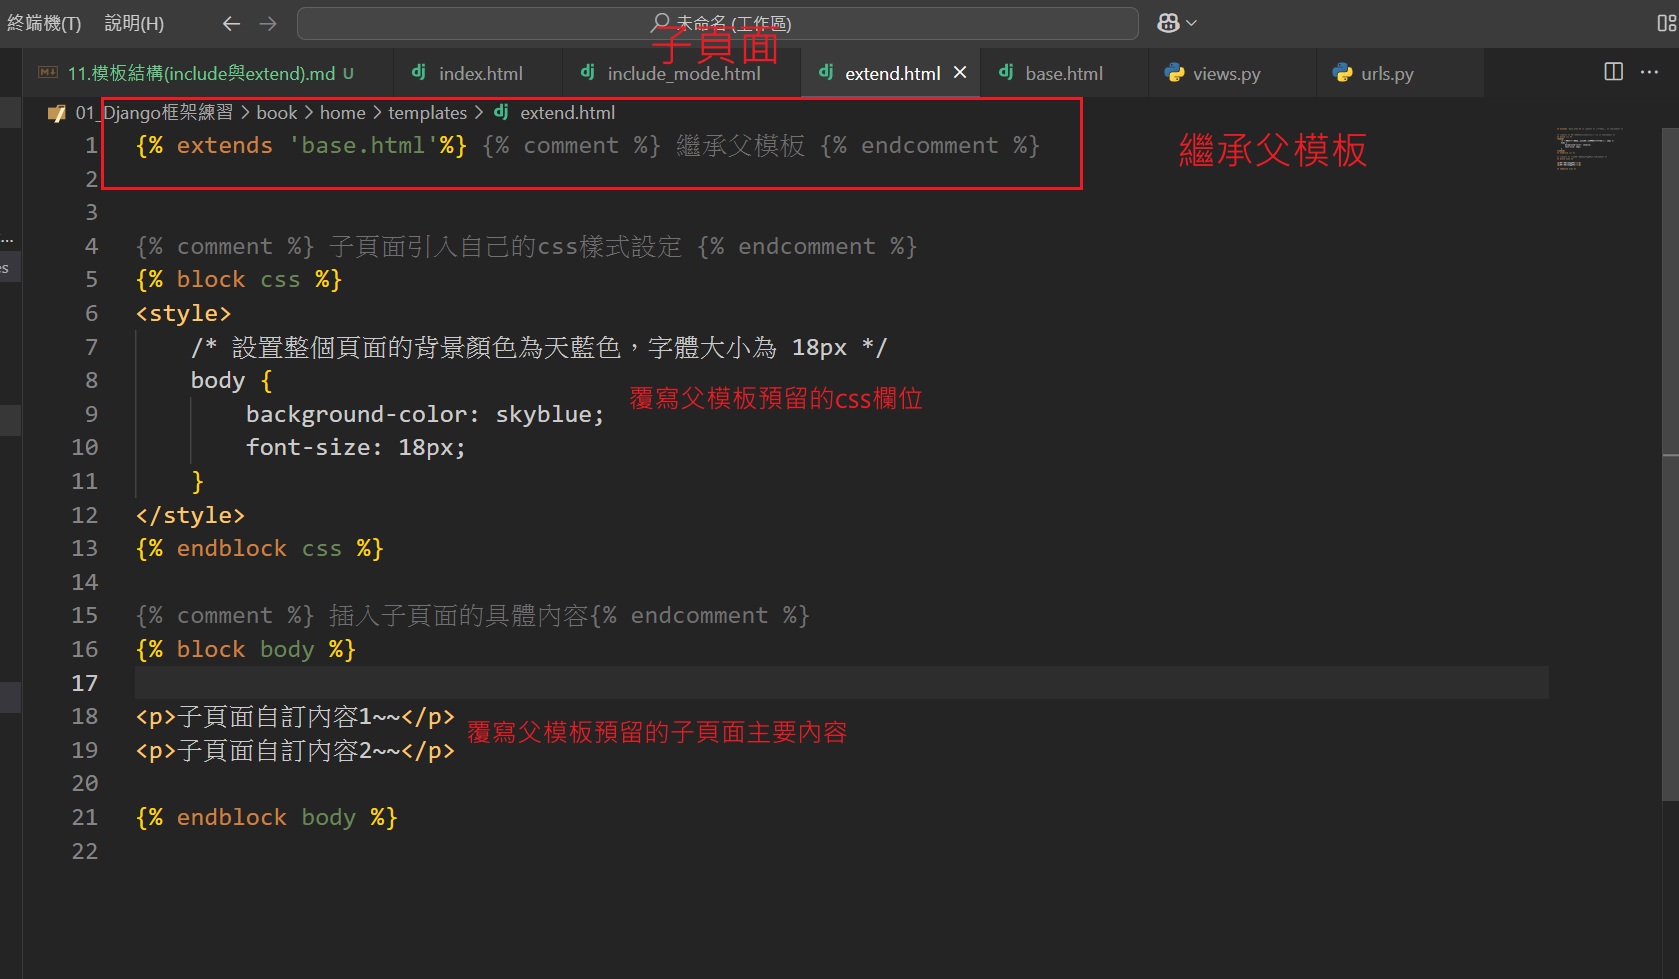 終端機(T) 說明(H) 未命名 (工作區)
子頁面
11.模板結構(include與extend).md U index.html include_mode.html extend.html base.html views.py urls.py
01_Django框架練習 > book > home > templates > extend.html
1 {% extends 'base.html'%} {% comment %} 繼承父模板 {% endcomment %}
繼承父模板
2
3
4 {% comment %} 子頁面引入自己的css樣式設定 {% endcomment %}
5 {% block css %}
6 <style>
7 /* 設置整個頁面的背景顏色為天藍色，字體大小為 18px */
8 body {
覆寫父模板預留的css欄位
9 background-color: skyblue;
10 font-size: 18px;
11 }
12 </style>
13 {% endblock css %}
14
15 {% comment %} 插入子頁面的具體內容{% endcomment %}
16 {% block body %}
17
18 <p>子頁面自訂內容1~~</p>
覆寫父模板預留的子頁面主要內容
19 <p>子頁面自訂內容2~~</p>
20
21 {% endblock body %}
22